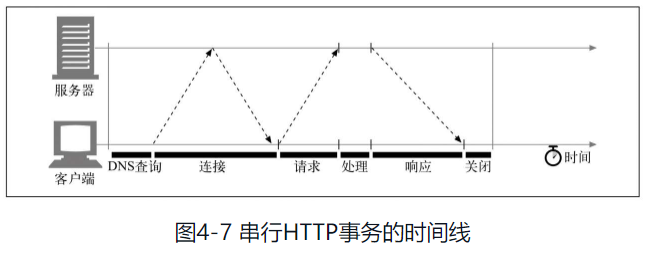 服务器
客户端
DNS查询 连接 请求 处理 响应 关闭 时间
图4-7 串行HTTP事务的时间线